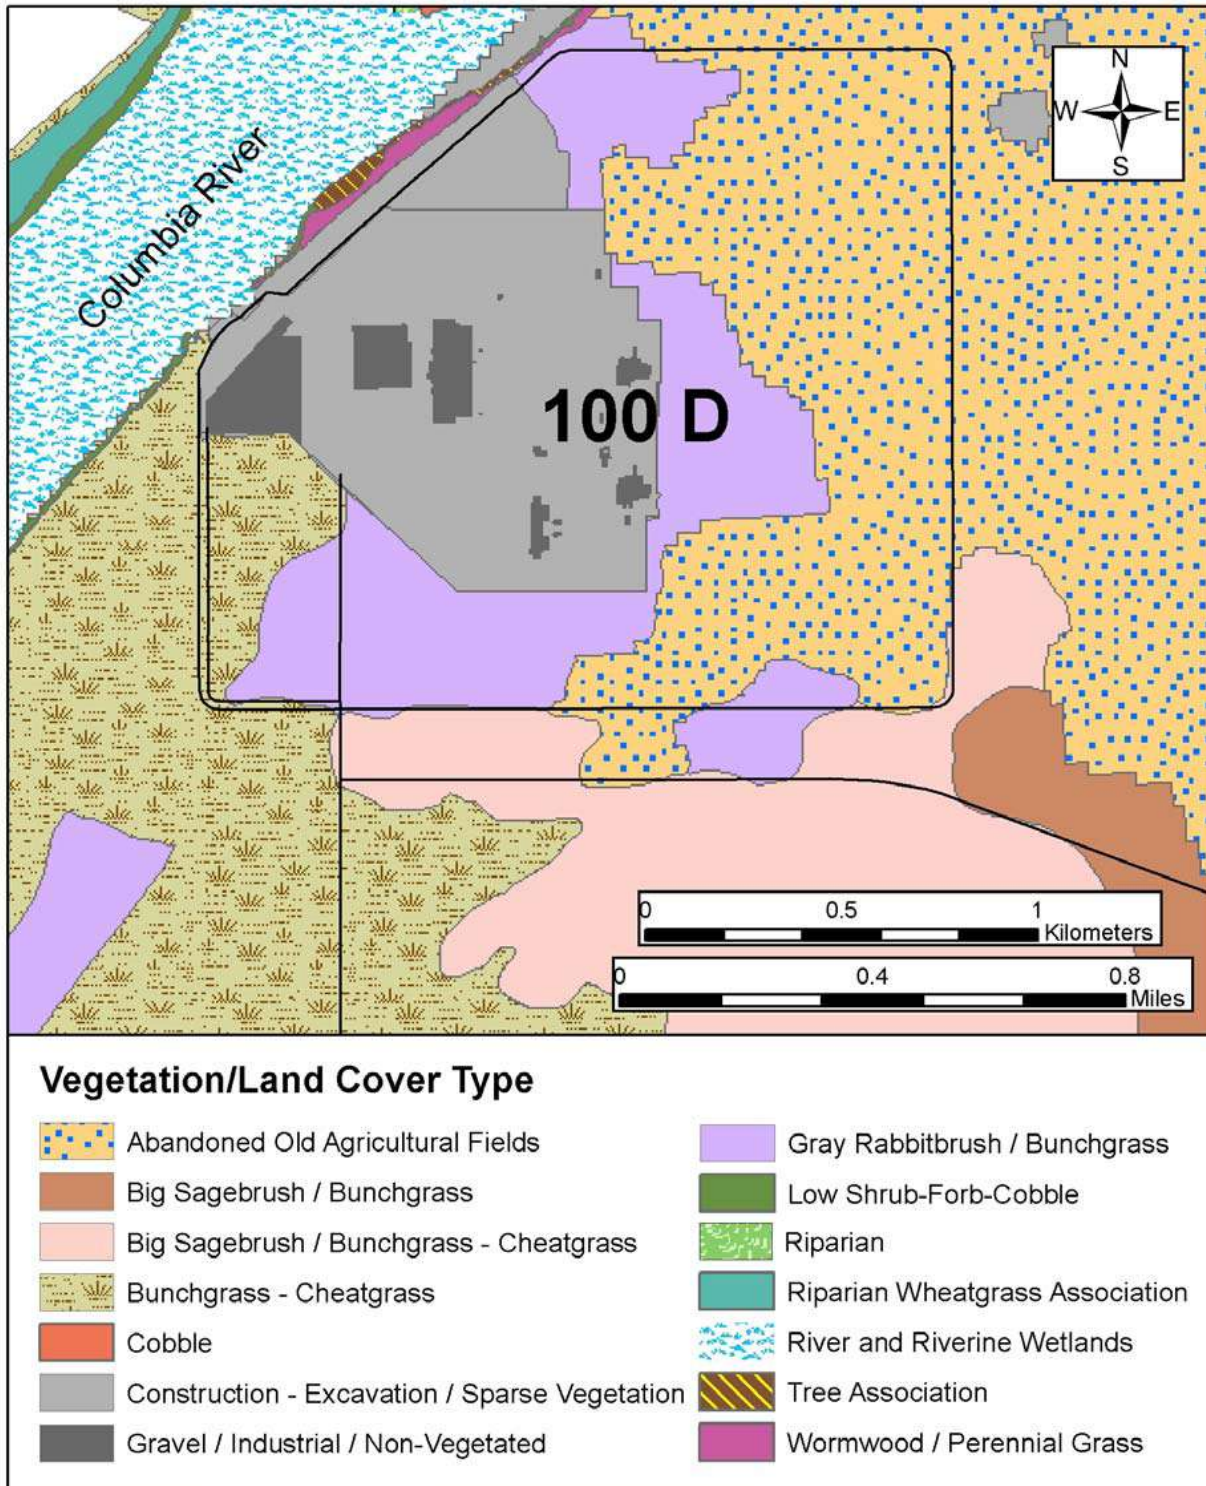 N
W E
S
Columbia River
100 D
0 0.5 1
Kilometers
0 0.4 0.8
Miles
Vegetation/Land Cover Type
Abandoned Old Agricultural Fields
Big Sagebrush / Bunchgrass
Big Sagebrush / Bunchgrass - Cheatgrass
Bunchgrass - Cheatgrass
Cobble
Construction - Excavation / Sparse Vegetation
Gravel / Industrial / Non-Vegetated
Gray Rabbitbrush / Bunchgrass
Low Shrub-Forb-Cobble
Riparian
Riparian Wheatgrass Association
River and Riverine Wetlands
Tree Association
Wormwood / Perennial Grass